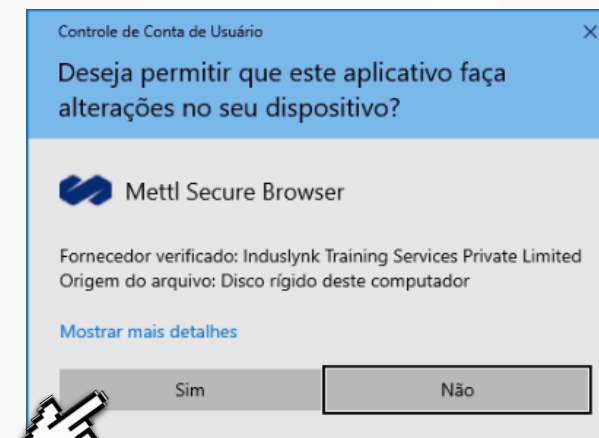 Controle de Conta de Usuário
Deseja permitir que este aplicativo faça
alterações no seu dispositivo?
Mettl Secure Browser
Fornecedor verificado: Induslynk Training Services Private Limited
Origem do arquivo: Disco rígido deste computador
Mostrar mais detalhes
Sim
Não